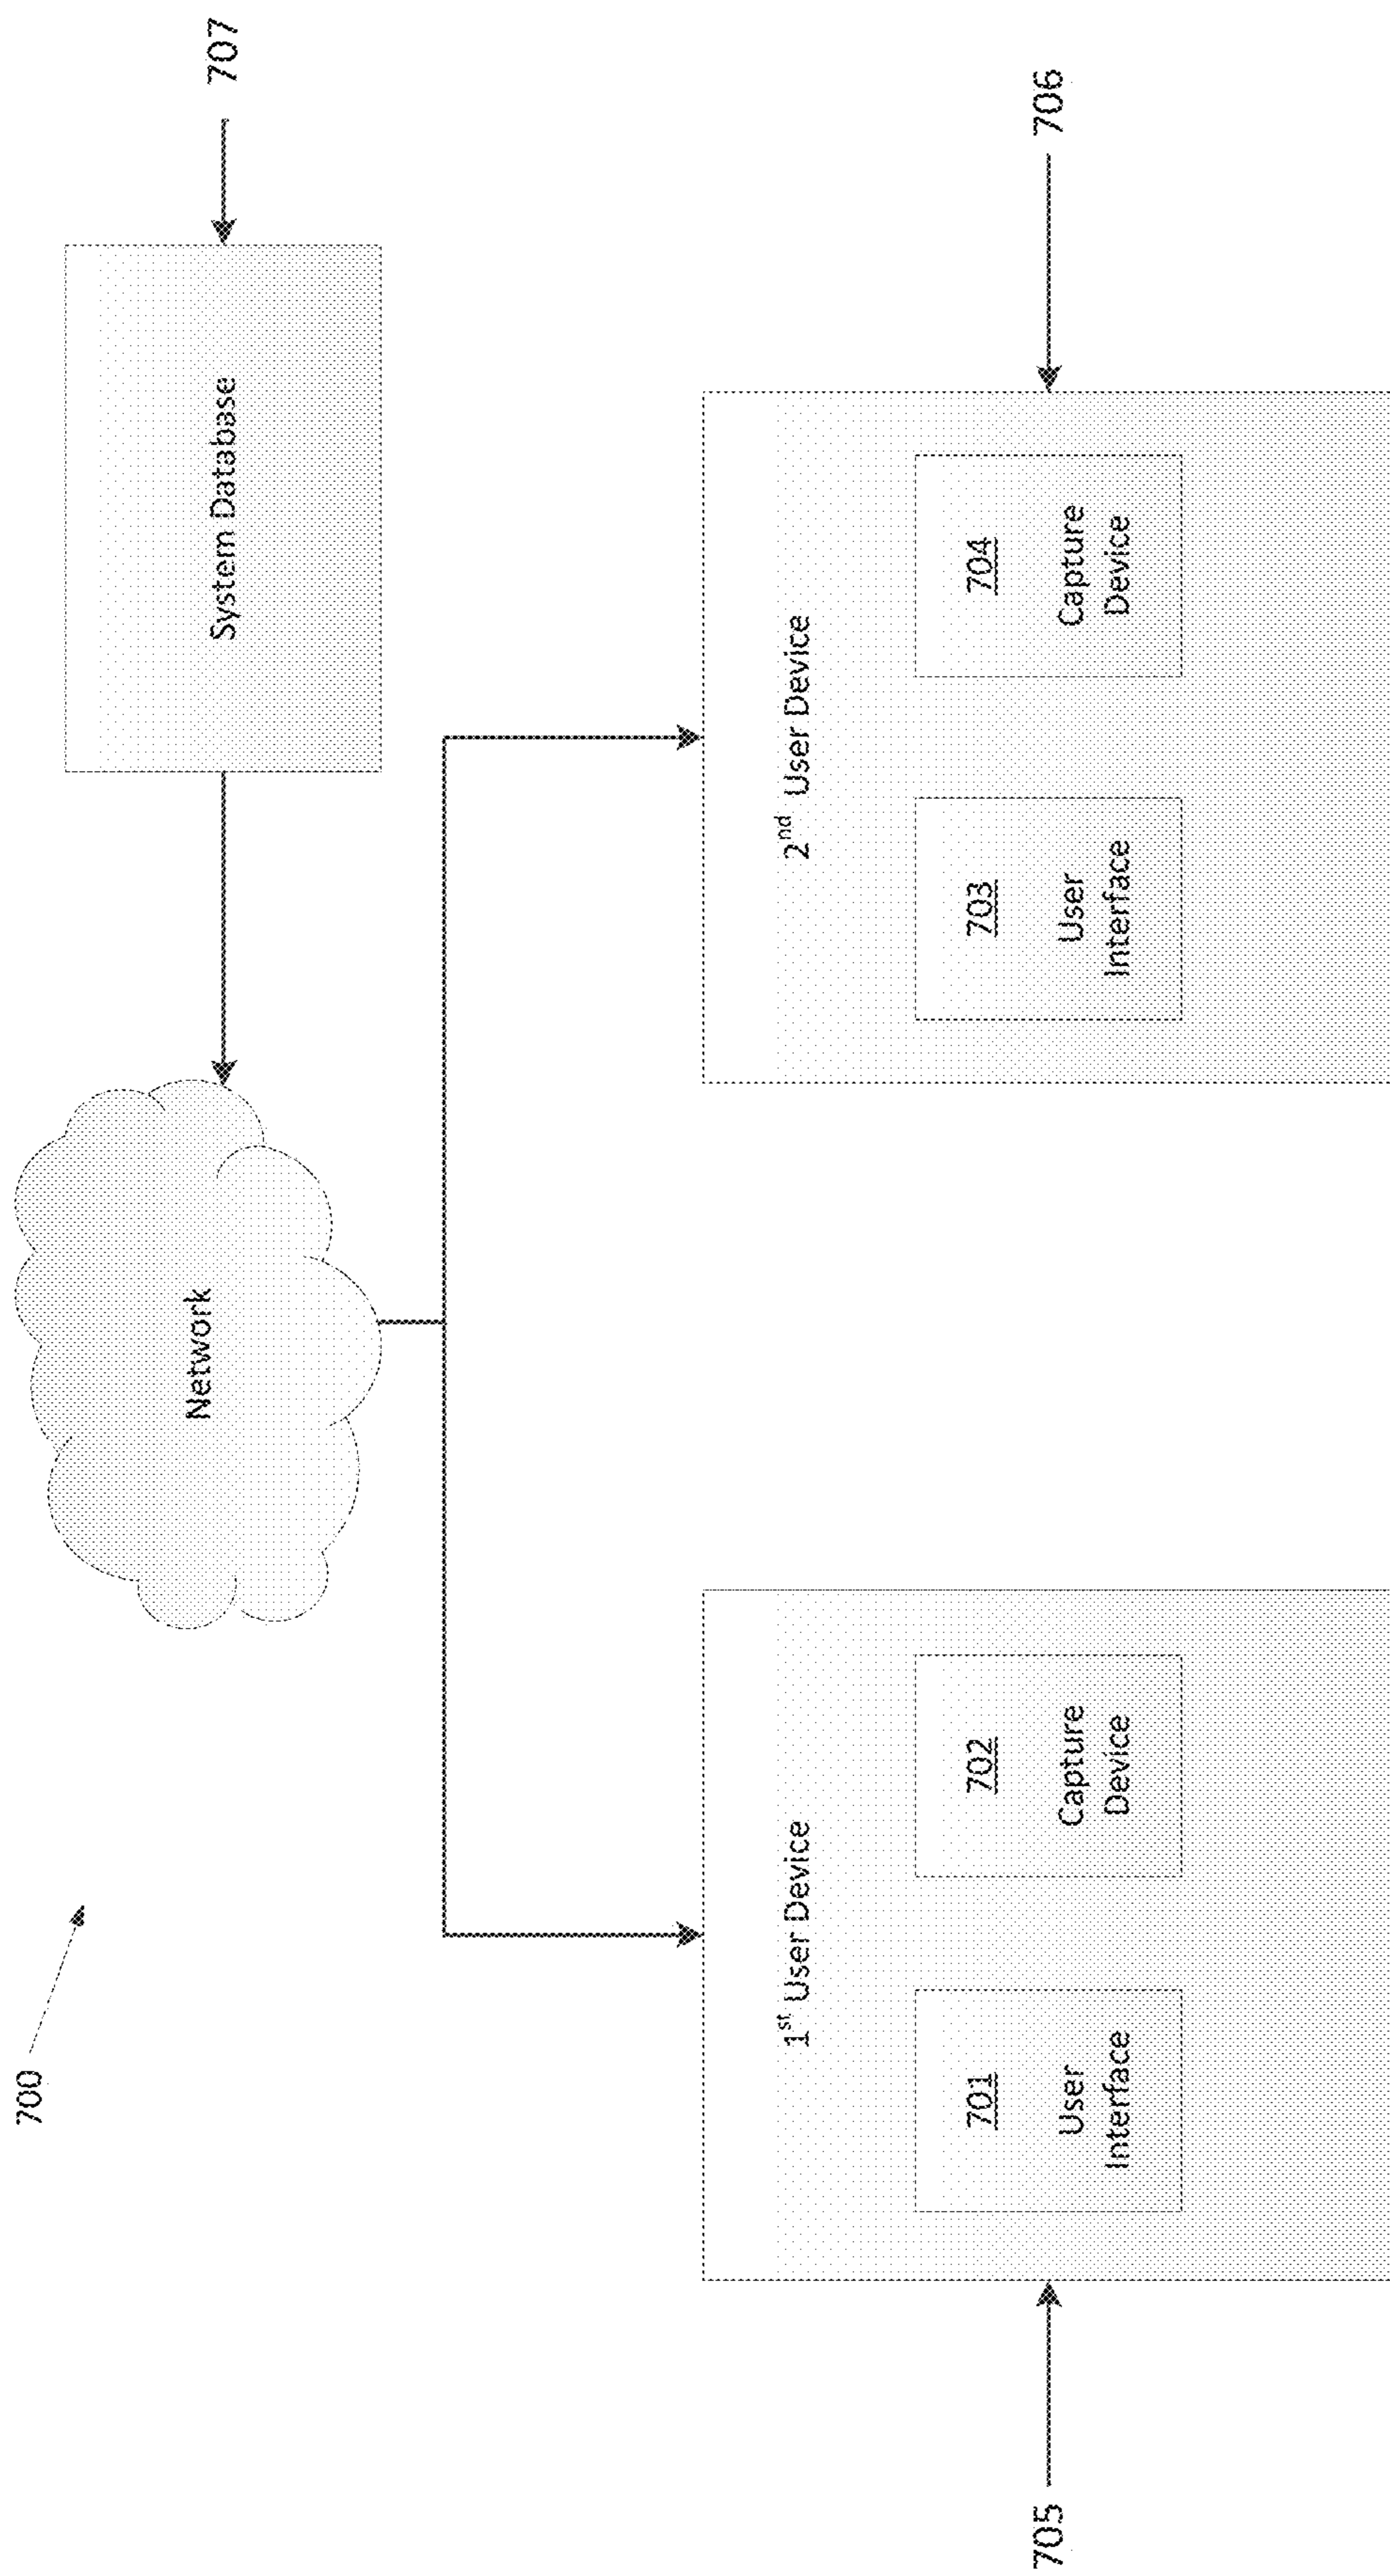 700
Network
System Database
707
1st User Device
701
User
Interface
702
Capture
Device
705
2nd User Device
703
User
Interface
704
Capture
Device
706